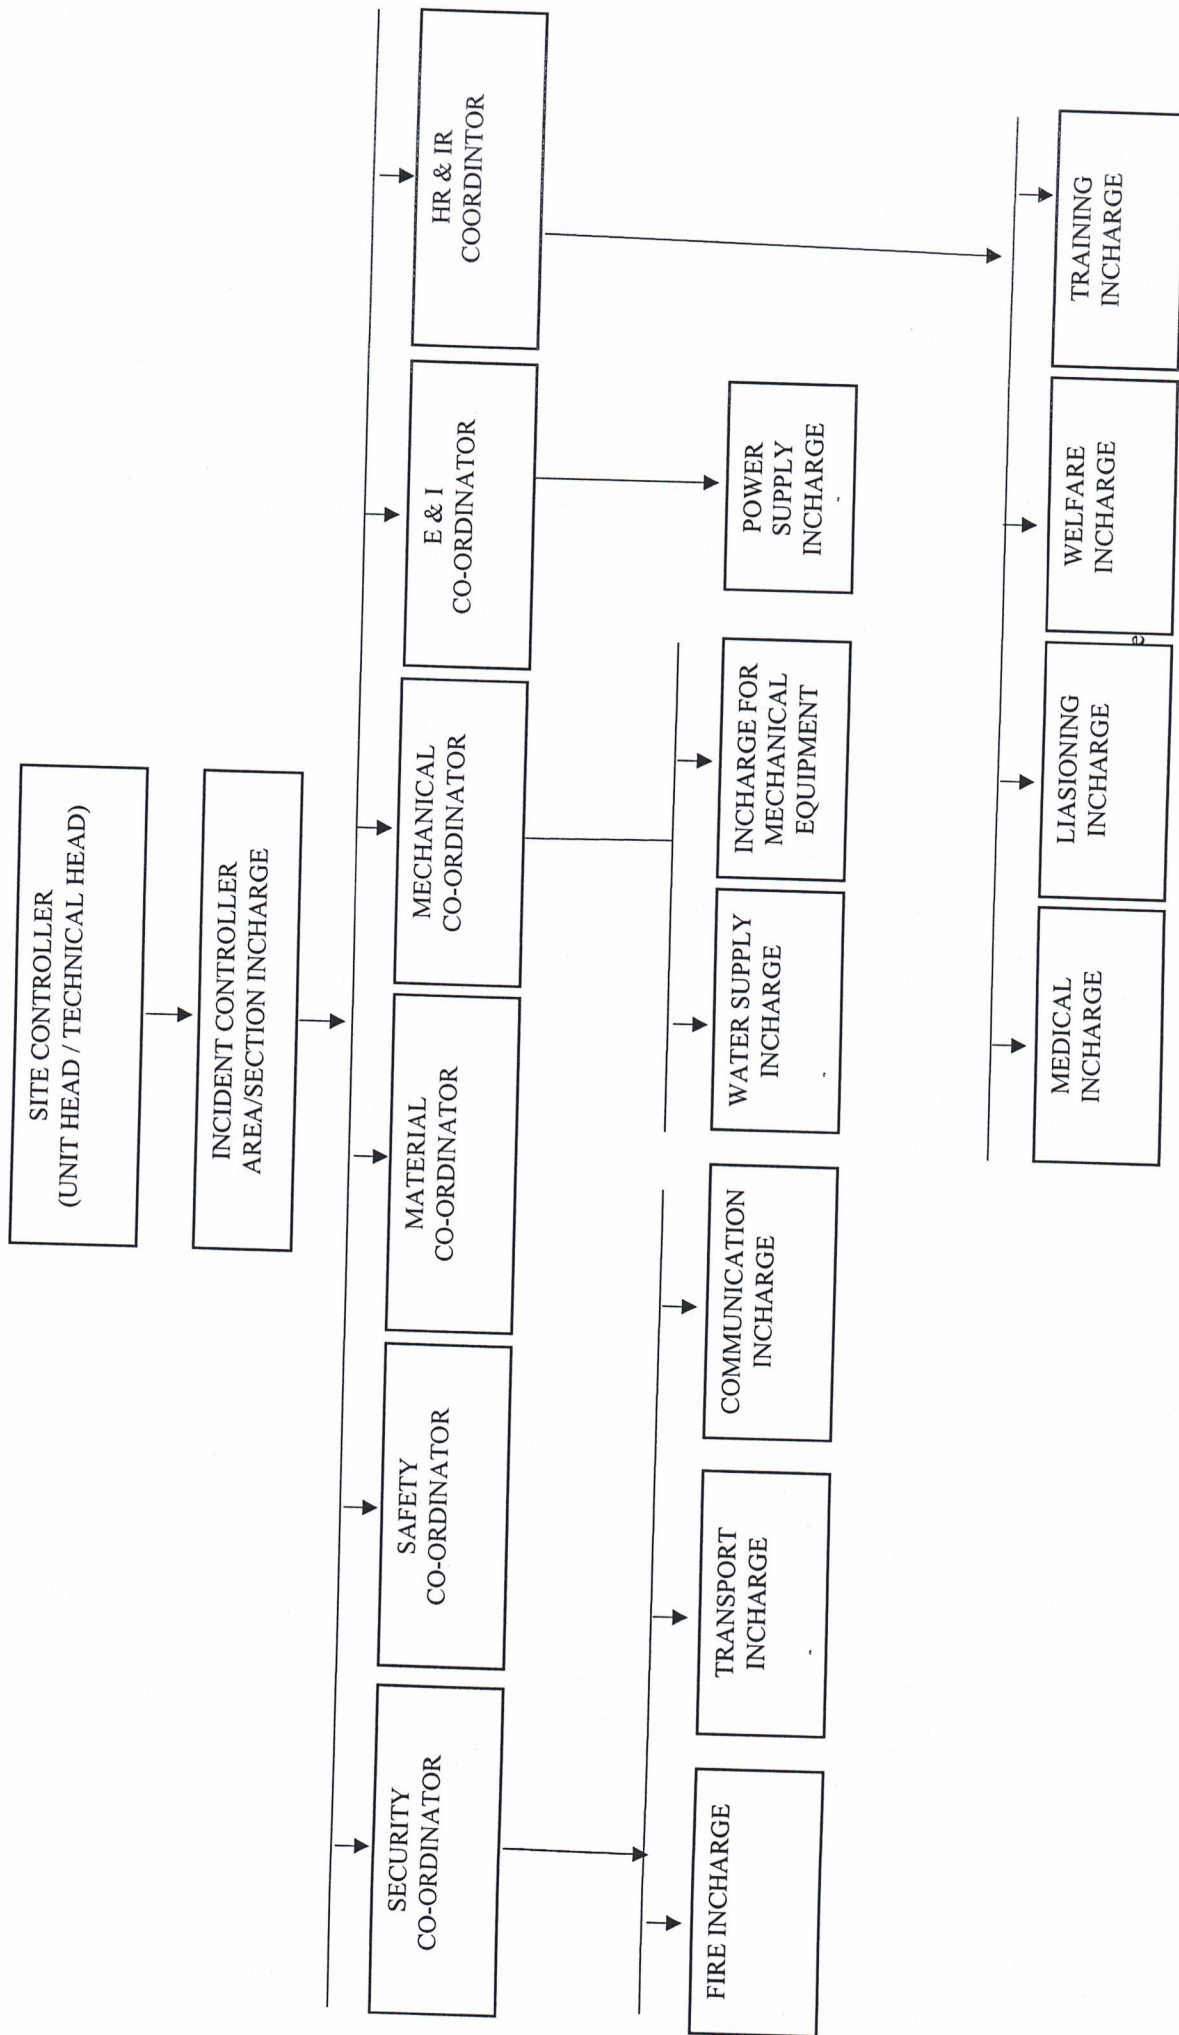 SITE CONTROLLER
(UNIT HEAD / TECHNICAL HEAD)
INCIDENT CONTROLLER
AREA/SECTION INCHARGE
SECURITY
CO-ORDINATOR
SAFETY
CO-ORDINATOR
MATERIAL
CO-ORDINATOR
MECHANICAL
CO-ORDINATOR
E & I
CO-ORDINATOR
HR & IR
COORDINTOR
FIRE INCHARGE
TRANSPORT
INCHARGE
COMMUNICATION
INCHARGE
WATER SUPPLY
INCHARGE
INCHARGE FOR
MECHANICAL
EQUIPMENT
POWER
SUPPLY
INCHARGE
MEDICAL
INCHARGE
LIASIONING
INCHARGE
e
WELFARE
INCHARGE
TRAINING
INCHARGE